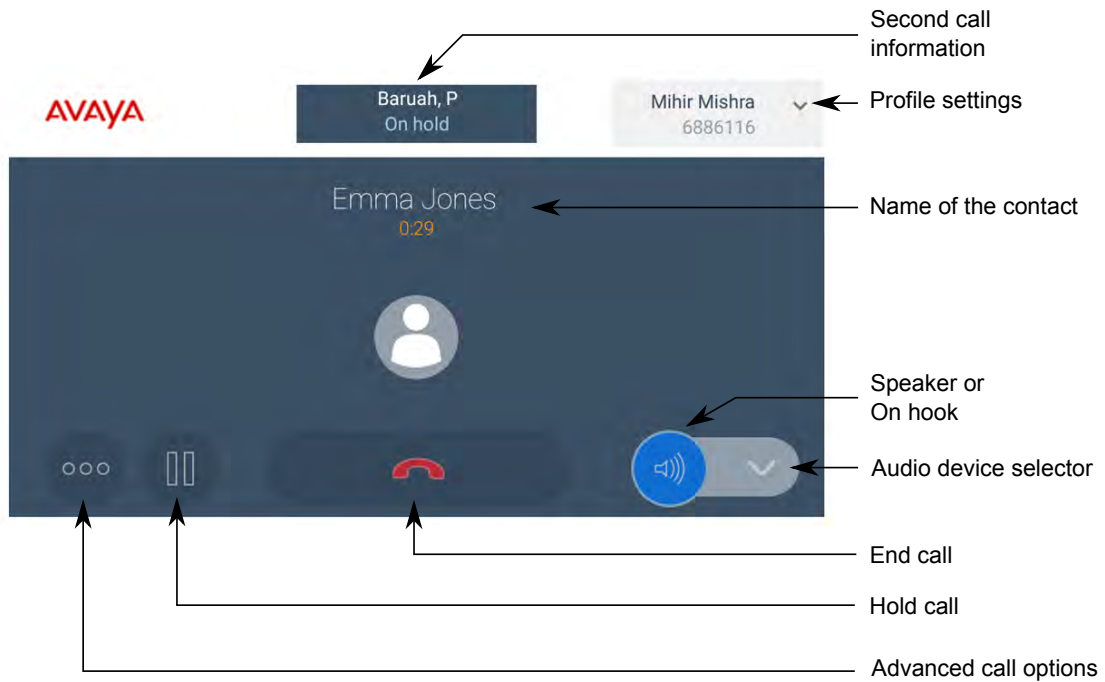 Second call
information
AVAYA
Baruah, P
On hold
Mihir Mishra
6886116
Profile settings
Emma Jones
0:29
Name of the contact
Speaker or
On hook
Audio device selector
End call
Hold call
Advanced call options